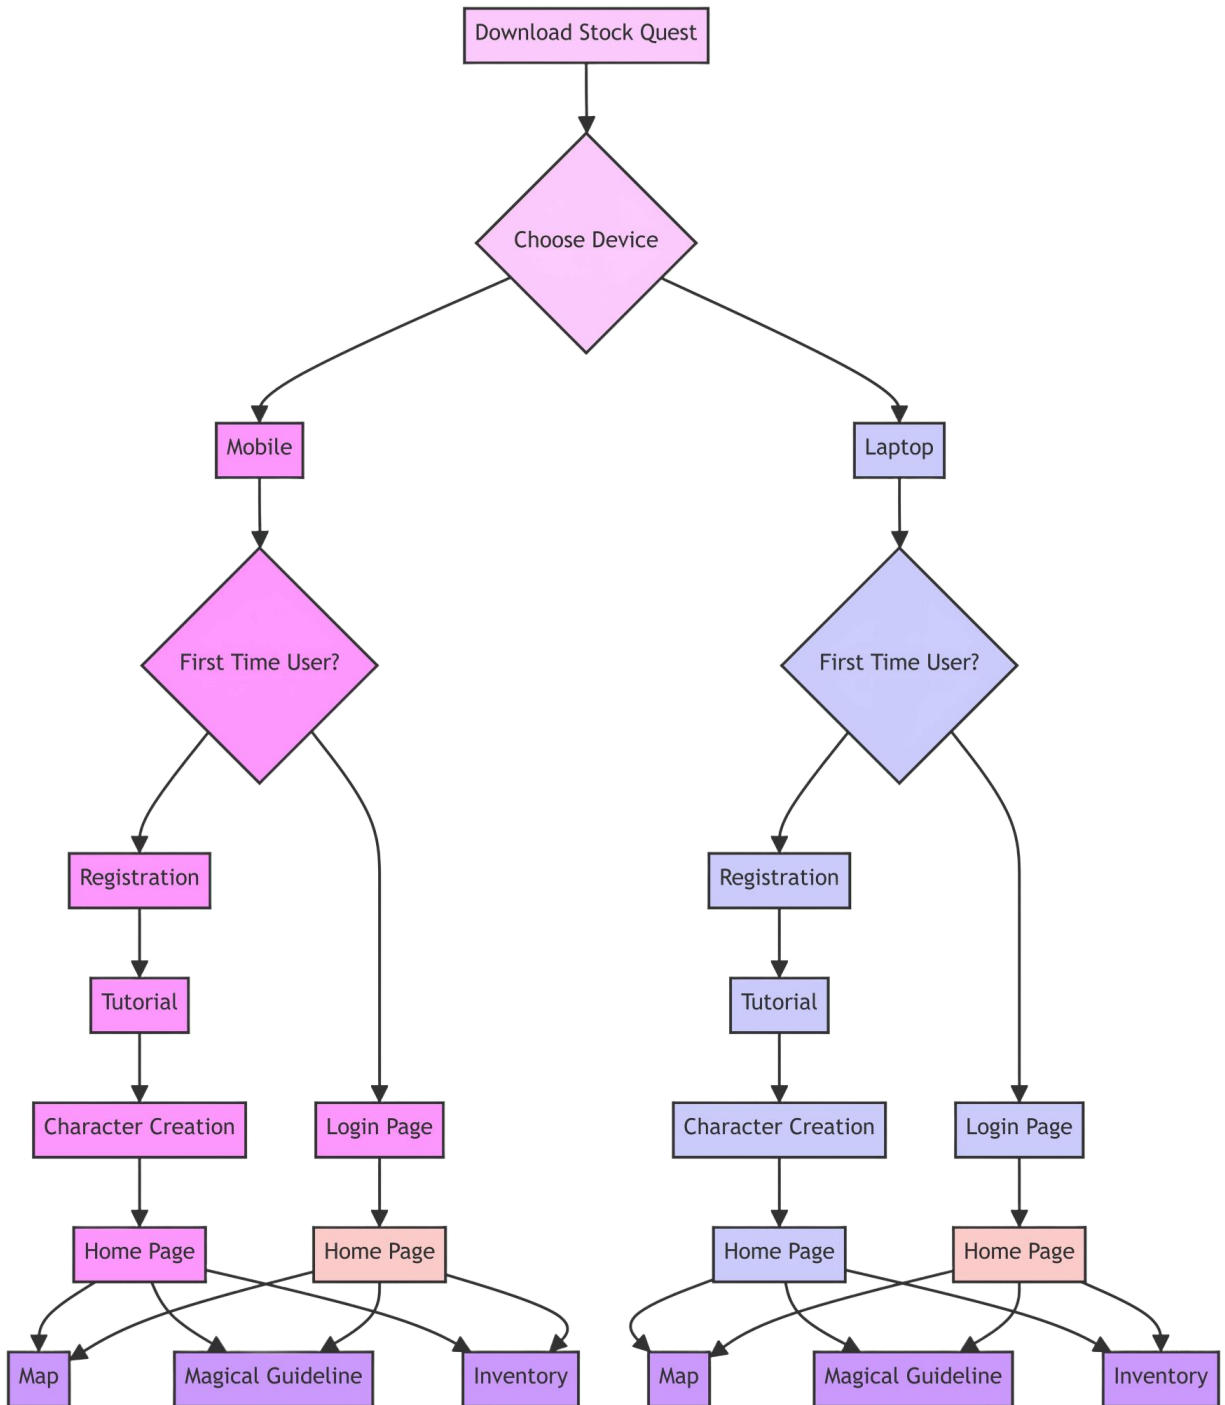 Download Stock Quest
Choose Device
Mobile
Laptop
First Time User?
First Time User?
Registration
Registration
Tutorial
Tutorial
Character Creation
Login Page
Character Creation
Login Page
Home Page
Home Page
Home Page
Home Page
Map
Magical Guideline
Inventory
Map
Magical Guideline
Inventory